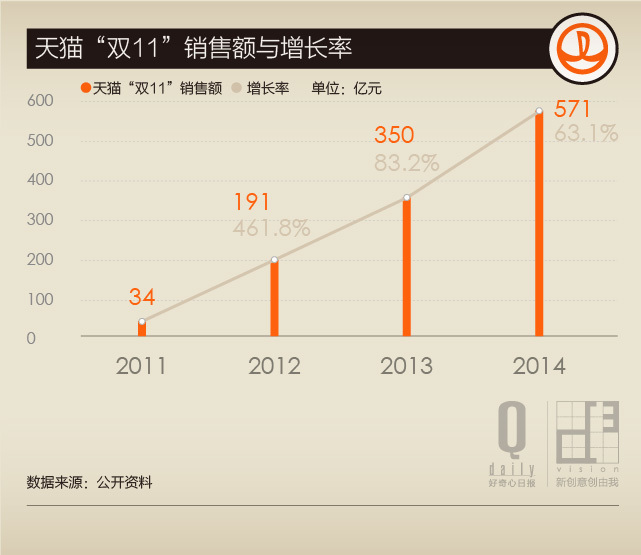 天猫“双11”销售额与增长率
天猫“双11”销售额 增长率 单位：亿元
600
500
400
300
200
100
0
34
191
461.8%
350
83.2%
571
63.1%
2011 2012 2013 2014
Q
daily
好奇心日报
vision
新创意创由我
数据来源：公开资料